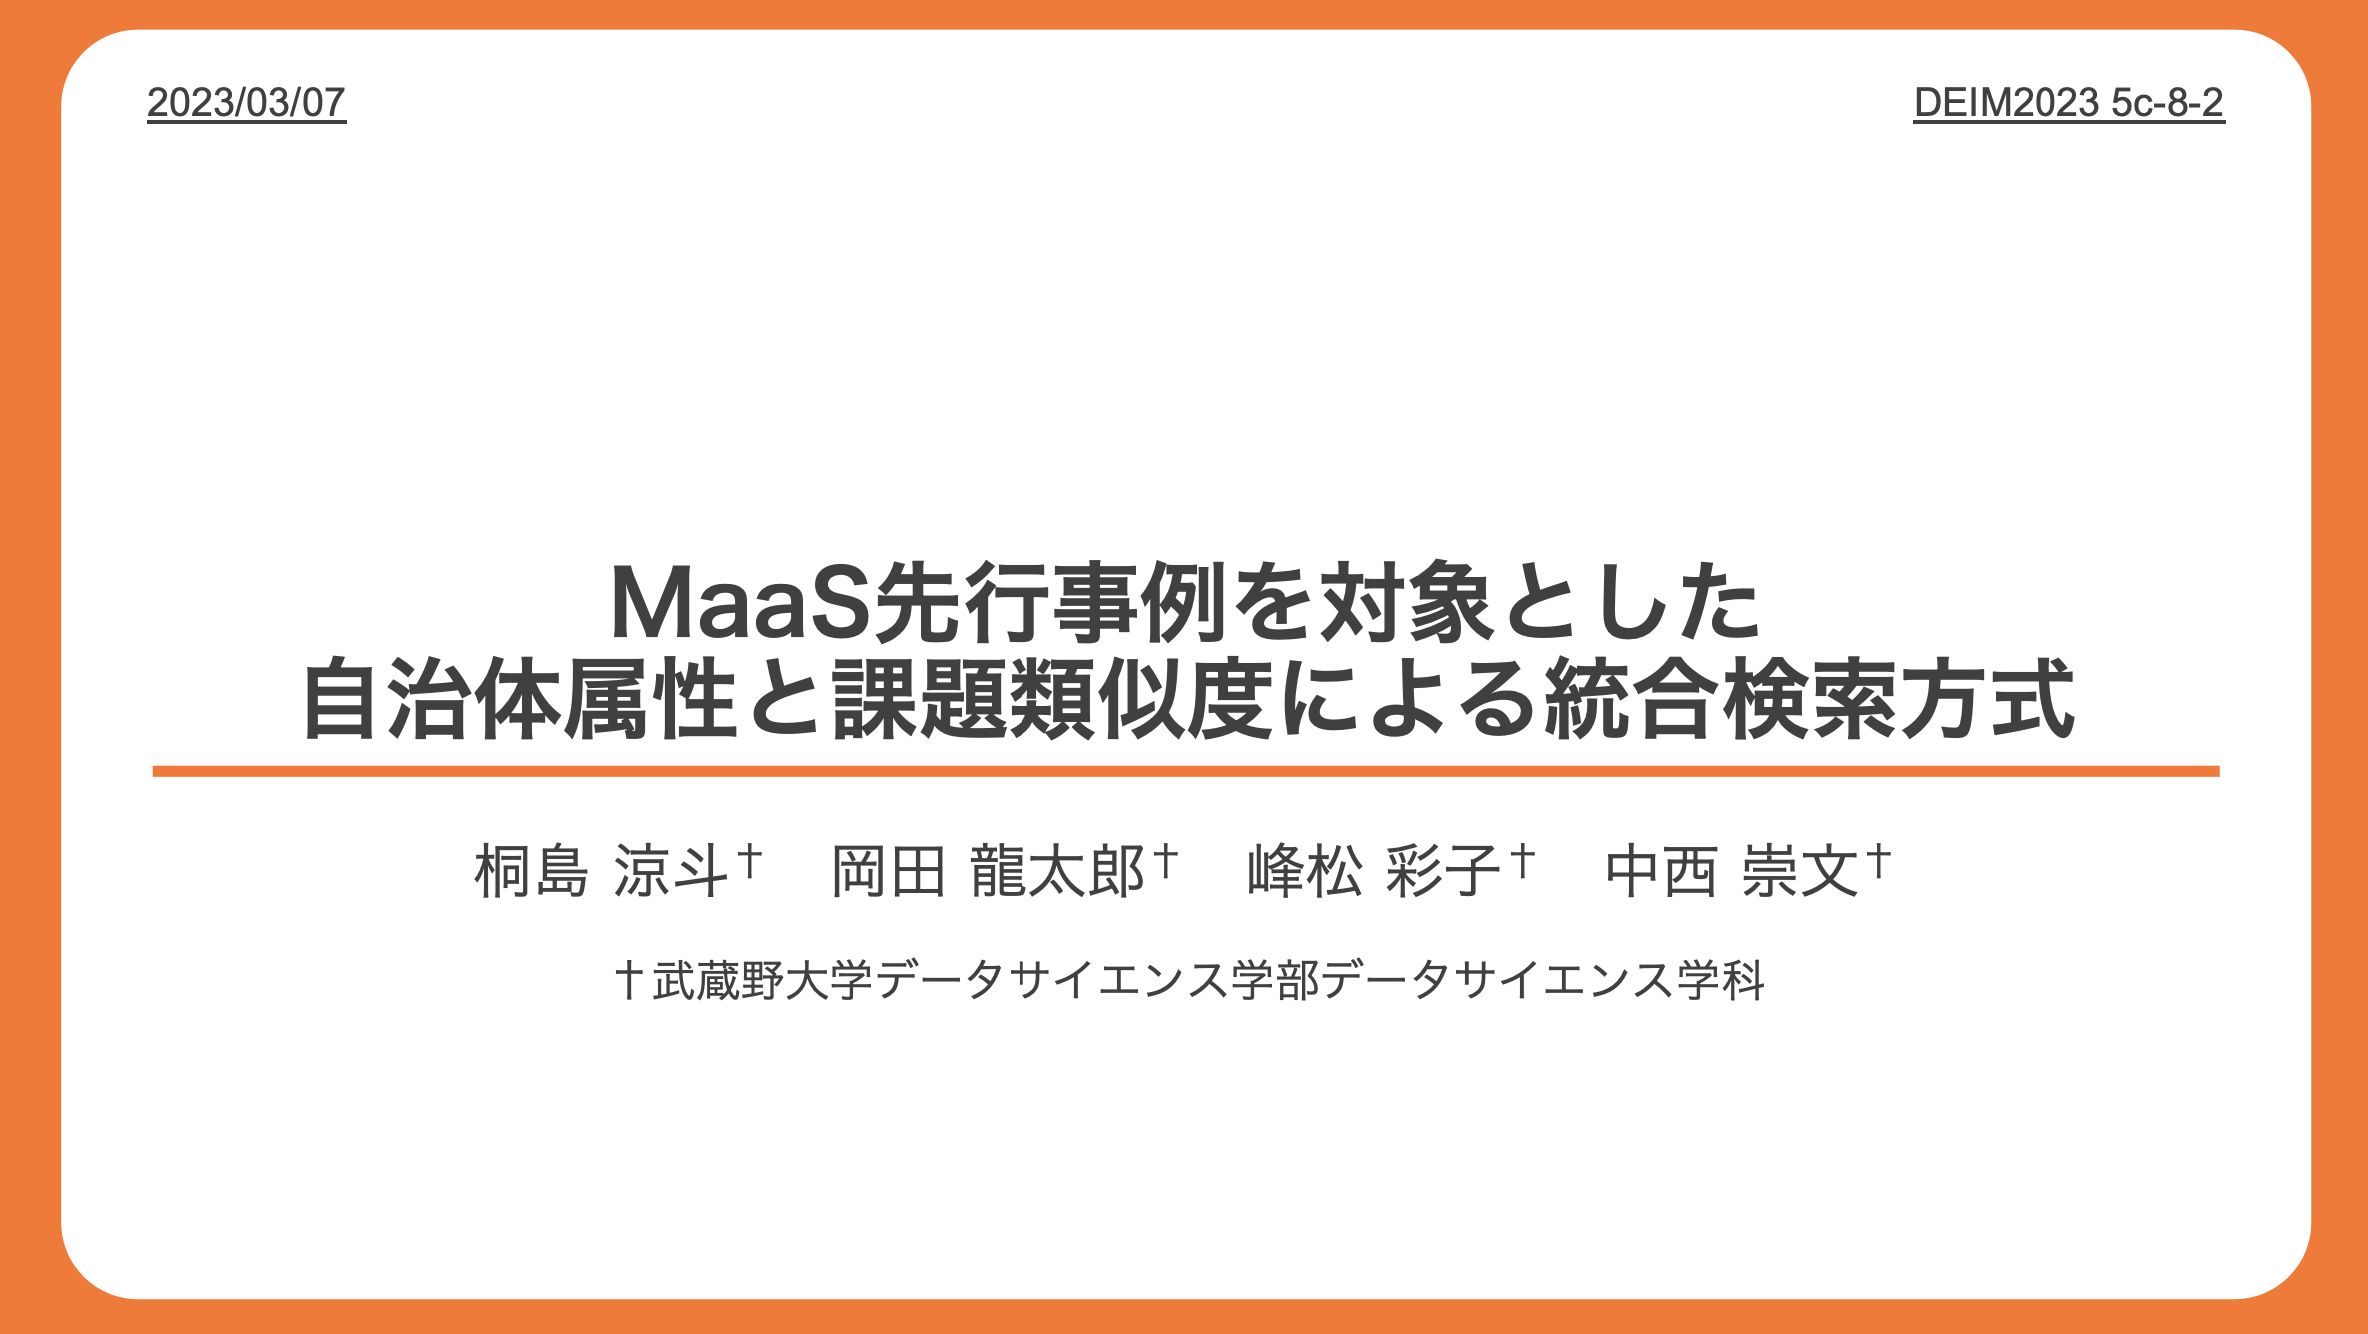 2023/03/07
DEIM2023 5c-8-2
MaaS先行事例を対象とした
自治体属性と課題類似度による統合検索方式
桐島 涼斗† 岡田 龍太郎† 峰松 彩子† 中西 崇文†
†武蔵野大学データサイエンス学部データサイエンス学科